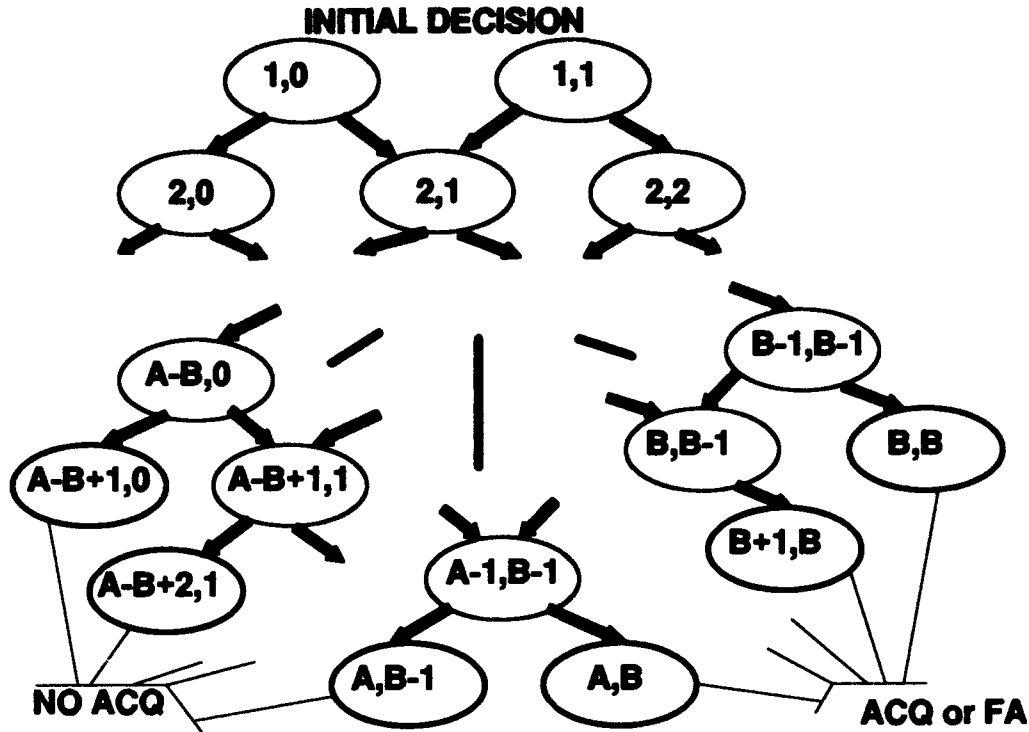 INITIAL DECISION
1,0
1,1
2,0
2,1
2,2
B-1,B-1
A-B,0
B,B-1
B,B
A-B+1,0
A-B+1,1
B+1,B
A-1,B-1
A-B+2,1
A,B-1
A,B
NO ACQ
ACQ or FA